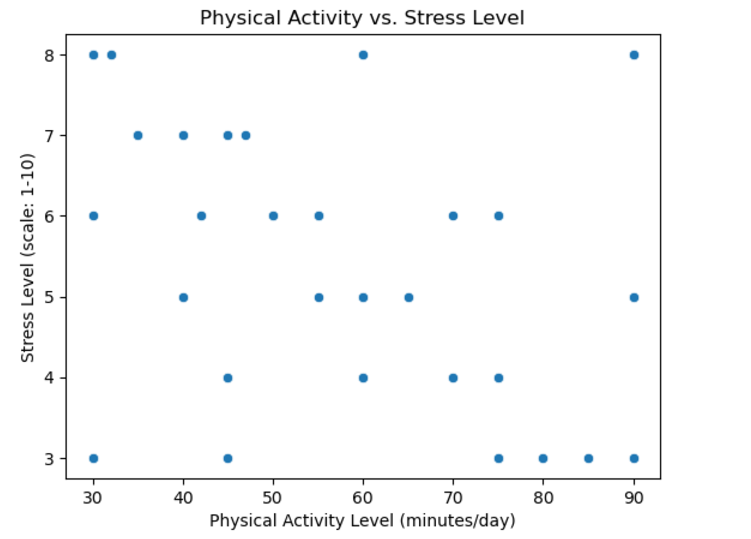 Physical Activity vs. Stress Level
8
7
6
5
4
3
Stress Level (scale: 1-10)
30 40 50 60 70 80 90
Physical Activity Level (minutes/day)